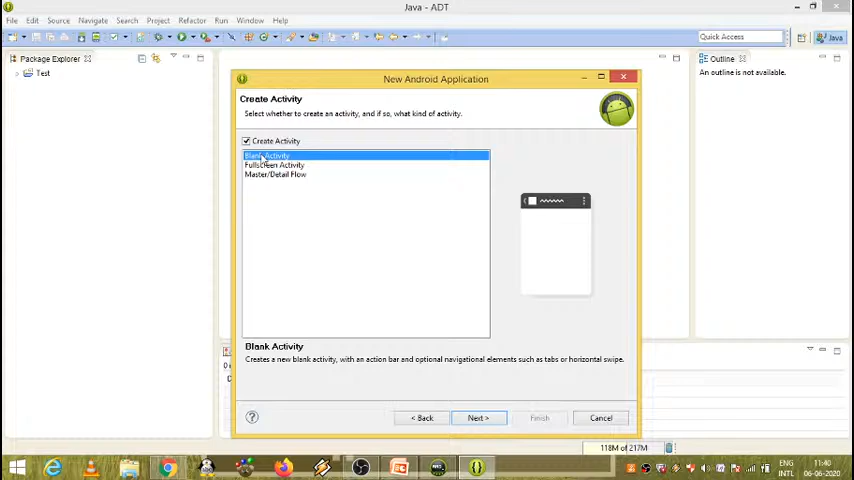 Java - ADT
File Edit Source Navigate Search Project Refactor Run Window Help
Quick Access
Java
Package Explorer
Test
Outline
An outline is not available.
New Android Application
Create Activity
Select whether to create an activity, and if so, what kind of activity.
Create Activity
Blank Activity
Fullscreen Activity
Master/Detail Flow
Blank Activity
Creates a new blank activity, with an action bar and optional navigational elements such as tabs or horizontal swipe.
< Back
Next >
Finish
Cancel
118M of 217M
ENG
INTL
11:40
06-06-2020